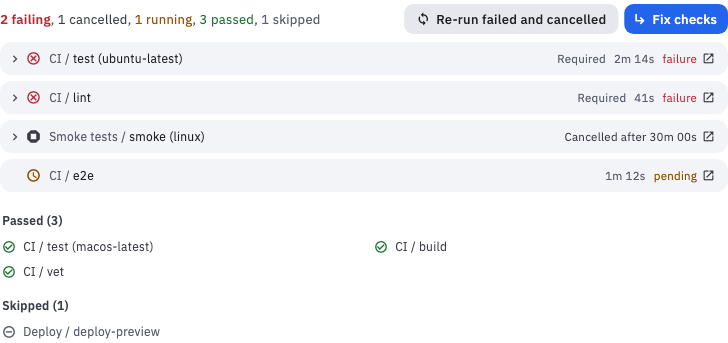 2 failing, 1 cancelled, 1 running, 3 passed, 1 skipped Re-run failed and cancelled Fix checks
CI / test (ubuntu-latest) Required 2m 14s failure
CI / lint Required 41s failure
Smoke tests / smoke (linux) Cancelled after 30m 00s
CI / e2e 1m 12s pending
Passed (3)
CI / test (macos-latest) CI / build
CI / vet
Skipped (1)
Deploy / deploy-preview